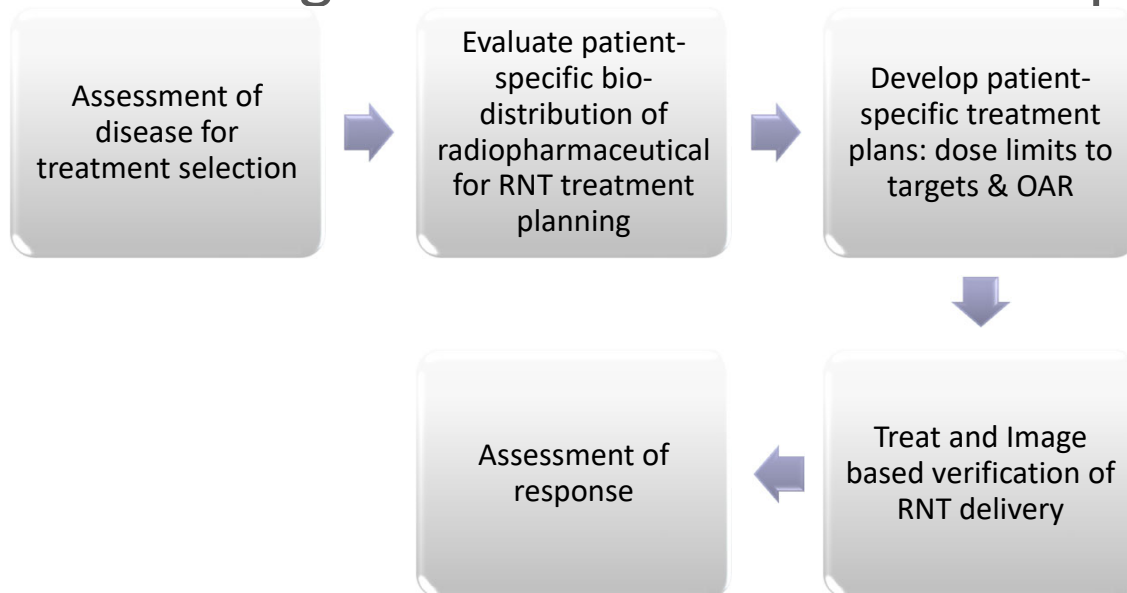 Assessment of
disease for
treatment selection
Evaluate patient-
specific bio-
distribution of
radiopharmaceutical
for RNT treatment
planning
Develop patient-
specific treatment
plans: dose limits to
targets & OAR
Treat and Image
based verification of
RNT delivery
Assessment of
response